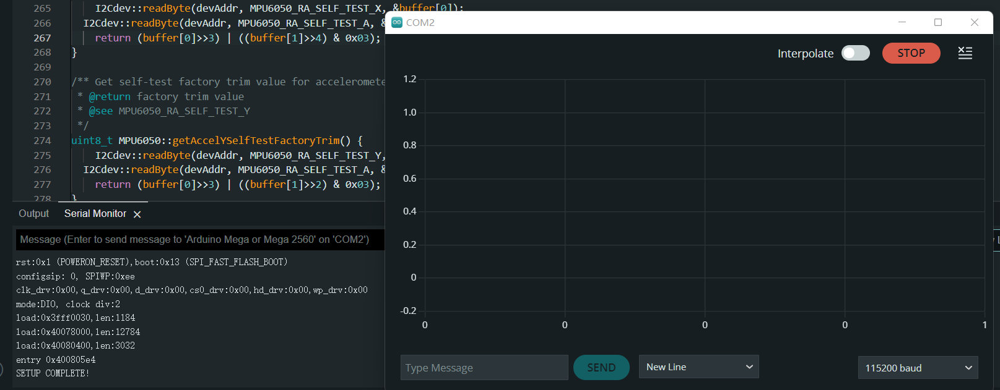 265 I2Cdev::readByte(devAddr, MPU6050_RA_SELF_TEST_X, &buffer[0]);
266 I2Cdev::readByte(devAddr, MPU6050_RA_SELF_TEST_A, &
267 return (buffer[0]>>3) | ((buffer[1]>>4) & 0x03);
268 }
269
270 /** Get self-test factory trim value for acceleromete
271 * @return factory trim value
272 * @see MPU6050_RA_SELF_TEST_Y
273 */
274 uint8_t MPU6050::getAccelYSelfTestFactoryTrim() {
275 I2Cdev::readByte(devAddr, MPU6050_RA_SELF_TEST_Y,
276 I2Cdev::readByte(devAddr, MPU6050_RA_SELF_TEST_A, &
277 return (buffer[0]>>3) | ((buffer[1]>>2) & 0x03);
278 }
Output Serial Monitor
Message (Enter to send message to 'Arduino Mega or Mega 2560' on 'COM2')
rst:0x1 (POWERON_RESET),boot:0x13 (SPI_FAST_FLASH_BOOT)
configsip: 0, SPIWP:0xee
clk_drv:0x00,q_drv:0x00,d_drv:0x00,cs0_drv:0x00,hd_drv:0x00,wp_drv:0x00
mode:DIO, clock div:2
load:0x3fff0030,len:1184
load:0x40078000,len:12784
load:0x40080400,len:3032
entry 0x400805e4
SETUP COMPLETE!
COM2
Interpolate STOP
1.2
1.0
0.8
0.6
0.4
0.2
0
-0.2
0 0 0 0 1
Type Message SEND New Line 115200 baud